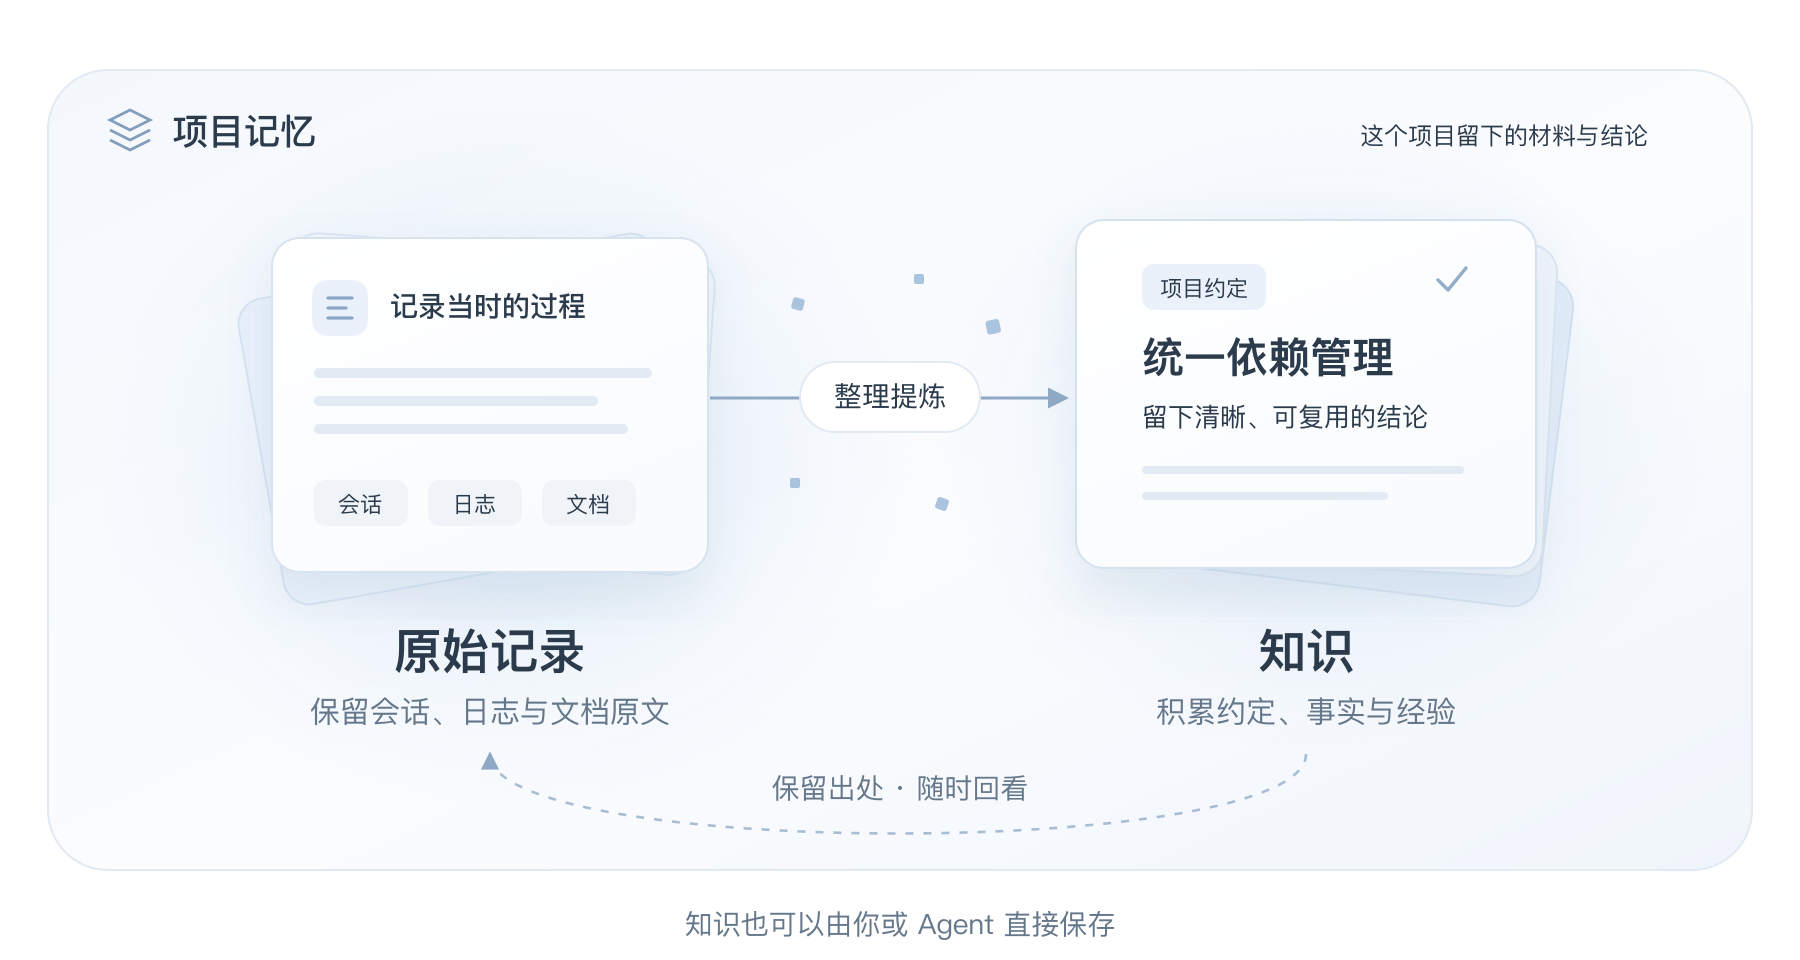 项目记忆
这个项目留下的材料与结论
记录当时的过程
会话
日志
文档
整理提炼
项目约定
统一依赖管理
留下清晰、可复用的结论
原始记录
保留会话、日志与文档原文
知识
积累约定、事实与经验
保留出处 · 随时回看
知识也可以由你或 Agent 直接保存